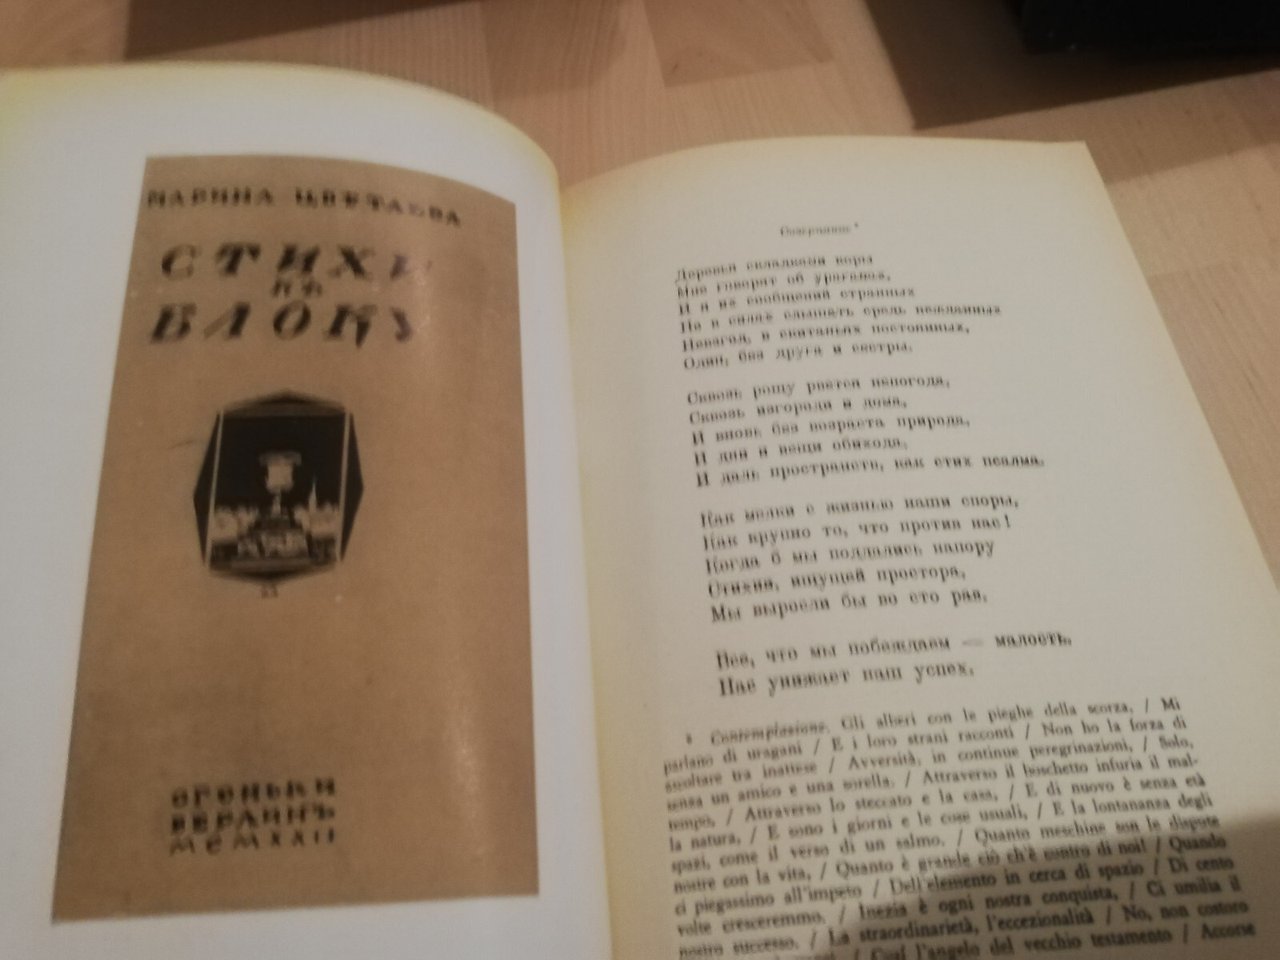 МАРИНА ЦВѢТАЕВА
СТИХИ
КЪ
БЛОКУ
ОГОНЬКИ
БЕРЛИНЪ
MCMXXII
Созерцание *
Деревья складками коры
Мне говорят об ураганах,
И я их сообщений странных
Не в силах слышать средь нежданных
Невзгод, в скитаньях постоянных,
Один, без друга и сестры.
Сквозь рощу рвется непогода,
Сквозь изгороди и дома,
И вновь без возраста природа,
И дни и вещи обихода,
И даль пространств, как стих псалма.
Как мелки с жизнью наши споры,
Как крупно то, что против нас!
Когда б мы поддались напору
Стихии, ищущей простора,
Мы выросли бы во сто раз.
Все, что мы побеждаем — малость,
Нас унижает наш успех.
* Contemplazione. Gli alberi con le pieghe della scorza, / Mi
parlano di uragani / E i loro strani racconti / Non ho la forza di
ascoltare tra inattese / Avversità, in continue peregrinazioni, / Solo,
senza un amico e una sorella. / Attraverso il boschetto infuria il mal-
tempo, / Attraverso lo steccato e la casa, / E di nuovo è senza età
la natura, / E sono i giorni e le cose usuali, / E la lontananza degli
spazi, come il verso di un salmo. / Quanto meschine son le dispute
nostre con la vita, / Quanto è grande ciò ch'è contro di noi! / Quando
ci piegassimo all'impeto / Dell'elemento in cerca di spazio / Di cento
volte cresceremmo. / Inezia è ogni nostra conquista, / Ci umilia il
nostro successo. / La straordinarietà, l'eccezionalità / No, non costoro
/ Così l'angelo del vecchio testamento / Accorse